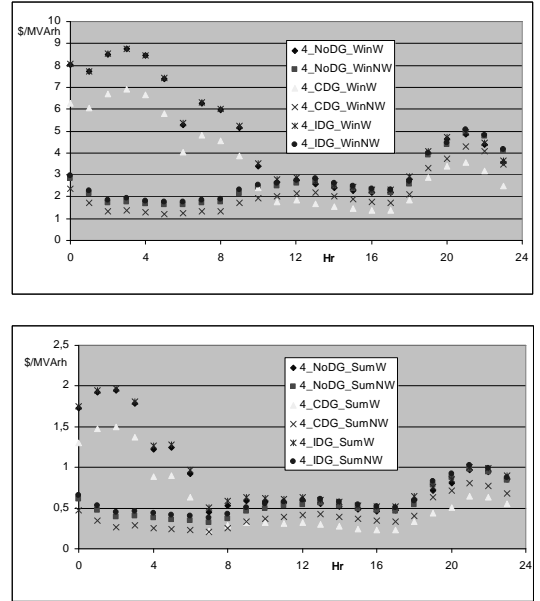 10
$/MVArh
9
8
7
6
5
4
3
2
1
0
4_NoDG_WinW
4_NoDG_WinNW
4_CDG_WinW
4_CDG_WinNW
4_IDG_WinW
4_IDG_WinNW
0 4 8 12 Hr 16 20 24
2,5
$/MVArh
2
1,5
1
0,5
0
4_NoDG_SumW
4_NoDG_SumNW
4_CDG_SumW
4_CDG_SumNW
4_IDG_SumW
4_IDG_SumNW
0 4 8 12 Hr 16 20 24